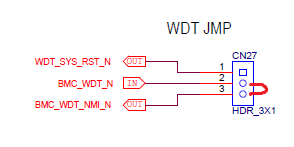 WDT JMP
CN27
WDT_SYS_RST_N OUT 1
BMC_WDT_N IN 2
BMC_WDT_NMI_N OUT 3
HDR_3X1